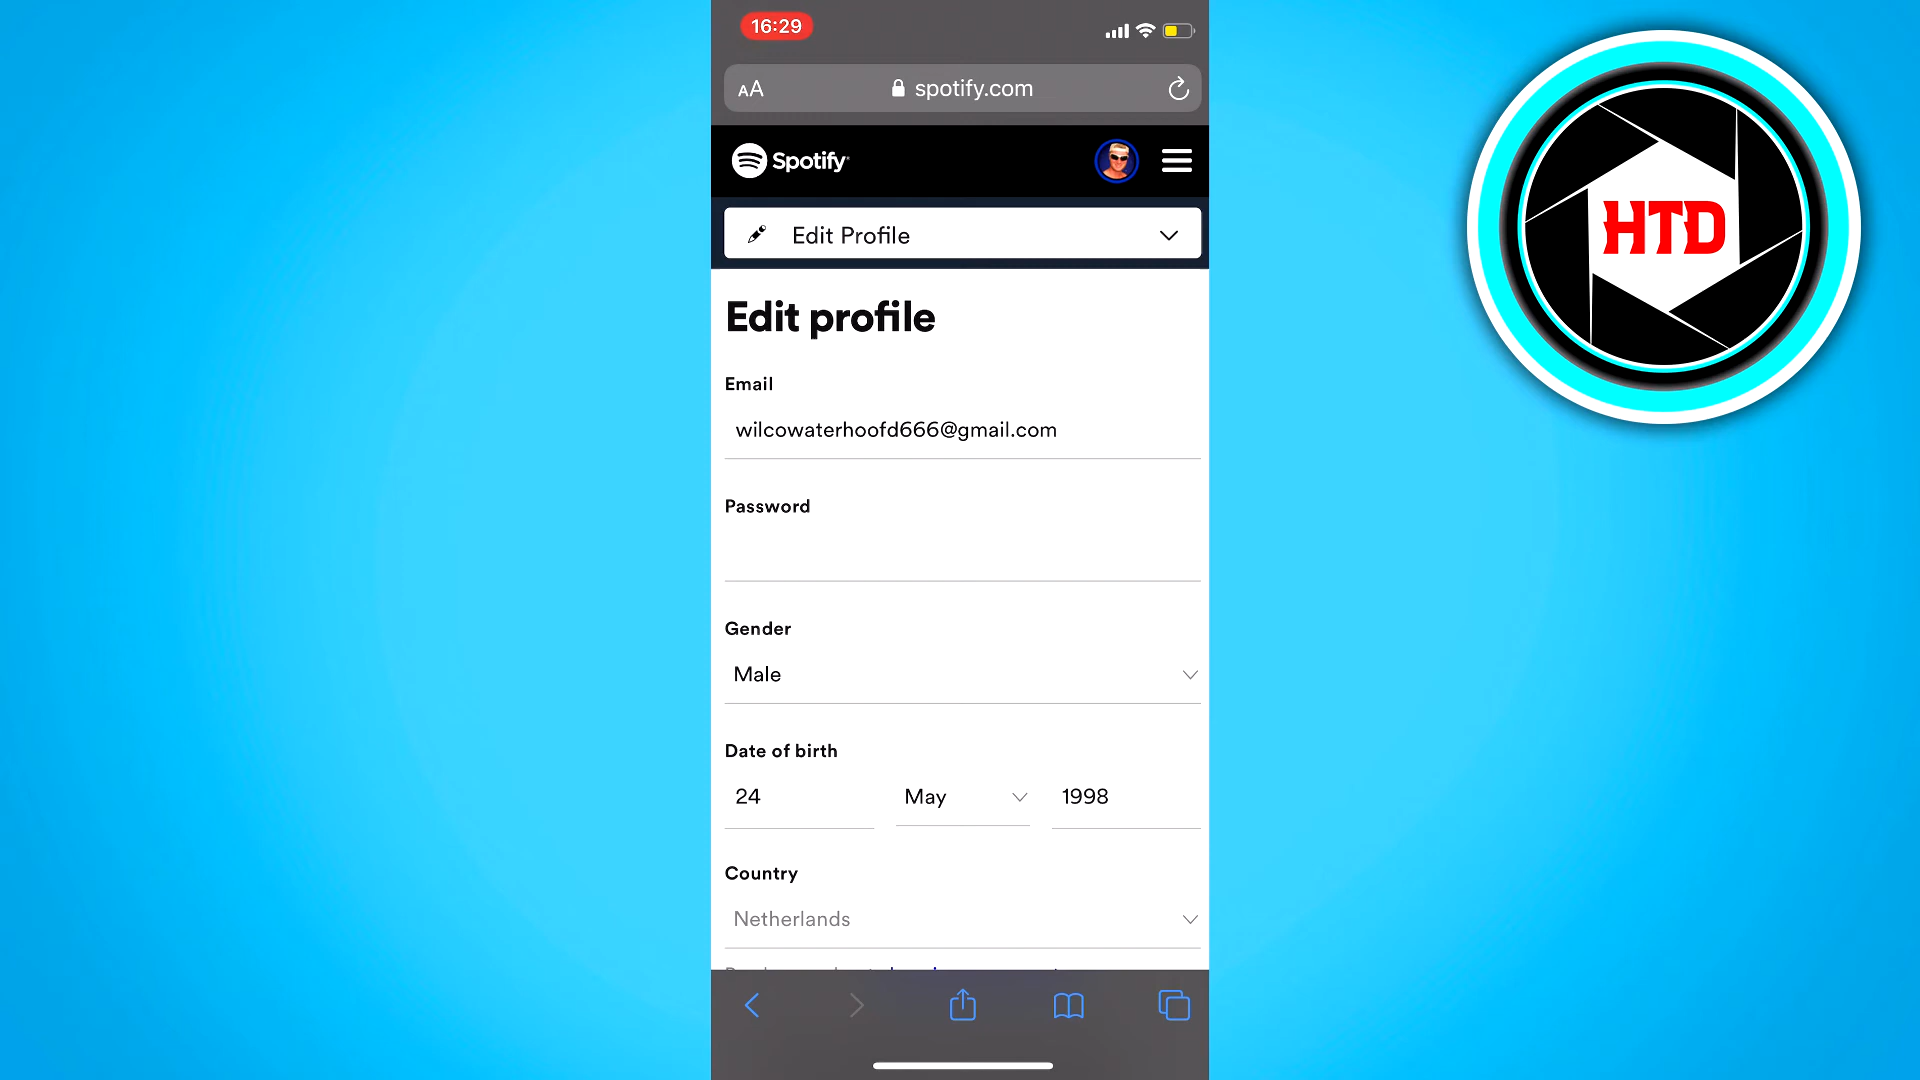 16:29
AA spotify.com
Spotify
Edit Profile
Edit profile
Email
wilcowaterhoofd666@gmail.com
Password
Gender
Male
Date of birth
24 May 1998
Country
Netherlands
HTD